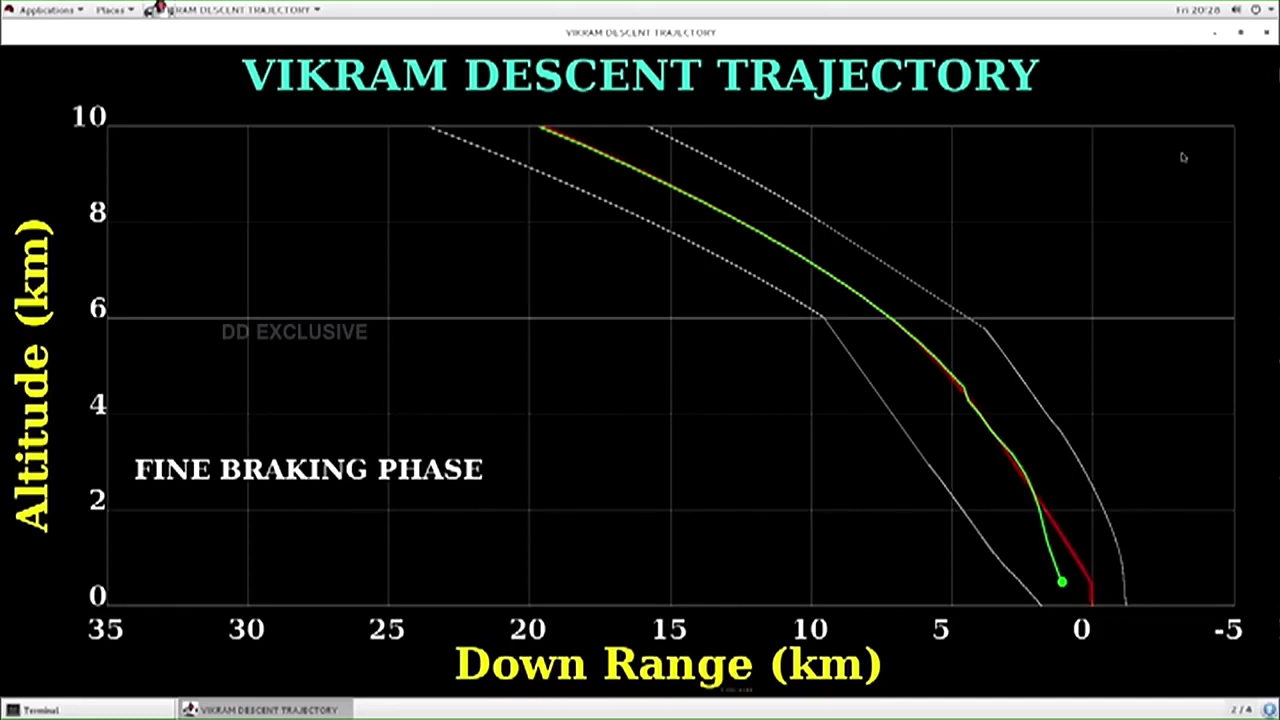 Applications Places VIKRAM DESCENT TRAJECTORY Fri 20:28
VIKRAM DESCENT TRAJECTORY
VIKRAM DESCENT TRAJECTORY
10
8
6
4
2
0
Altitude (km)
DD EXCLUSIVE
FINE BRAKING PHASE
35 30 25 20 15 10 5 0 -5
Down Range (km)
Terminal VIKRAM DESCENT TRAJECTORY 2 / 4